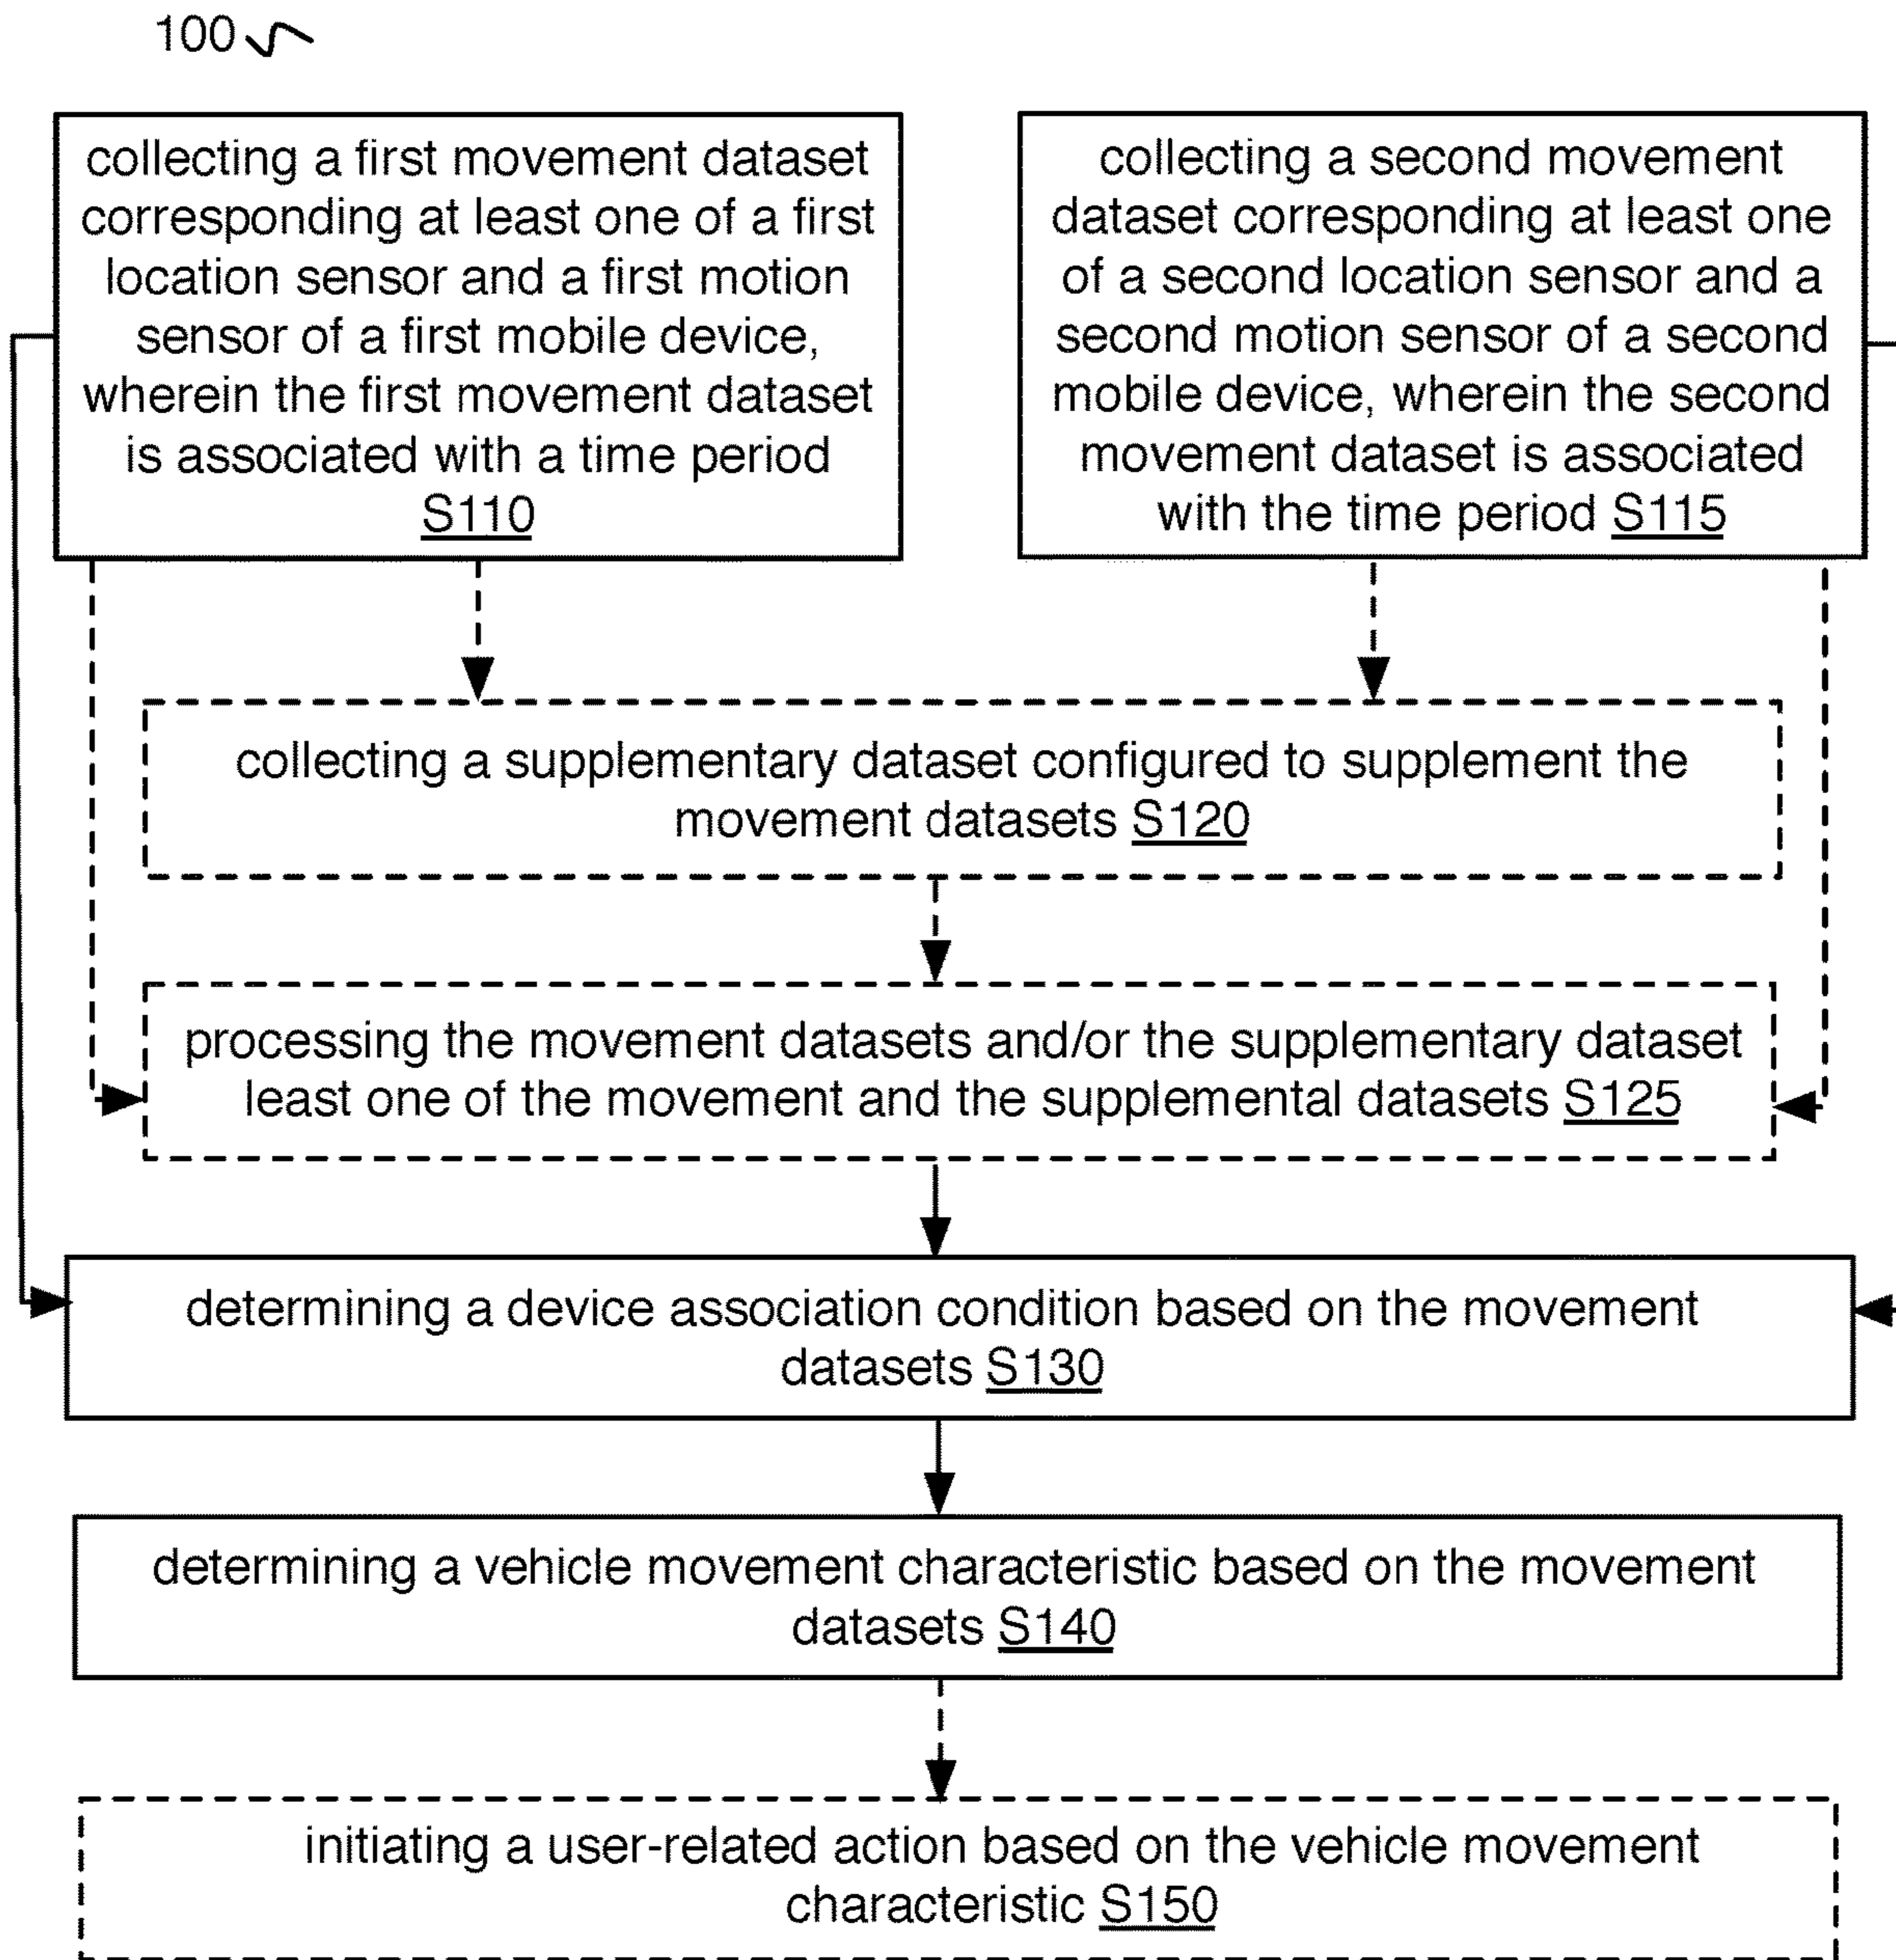 100
collecting a first movement dataset
corresponding at least one of a first
location sensor and a first motion
sensor of a first mobile device,
wherein the first movement dataset
is associated with a time period
S110
collecting a second movement
dataset corresponding at least one
of a second location sensor and a
second motion sensor of a second
mobile device, wherein the second
movement dataset is associated
with the time period S115
collecting a supplementary dataset configured to supplement the
movement datasets S120
processing the movement datasets and/or the supplementary dataset
least one of the movement and the supplemental datasets S125
determining a device association condition based on the movement
datasets S130
determining a vehicle movement characteristic based on the movement
datasets S140
initiating a user-related action based on the vehicle movement
characteristic S150